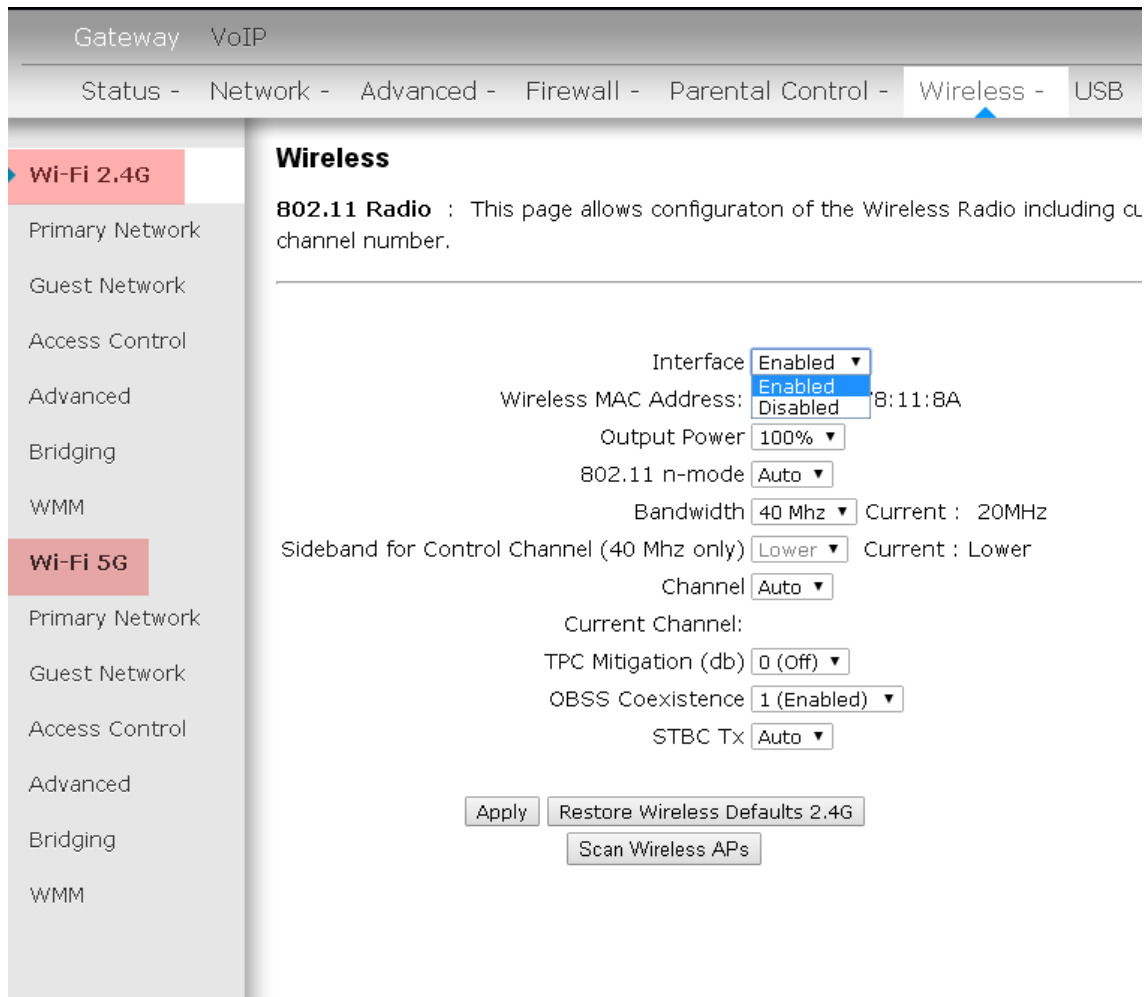 Gateway VoIP
Status - Network - Advanced - Firewall - Parental Control - Wireless - USB
Wi-Fi 2.4G
Primary Network
Guest Network
Access Control
Advanced
Bridging
WMM
Wi-Fi 5G
Primary Network
Guest Network
Access Control
Advanced
Bridging
WMM
Wireless
802.11 Radio : This page allows configuraton of the Wireless Radio including
channel number.
Interface Enabled
Enabled
Disabled
Wireless MAC Address: 8:11:8A
Output Power 100%
802.11 n-mode Auto
Bandwidth 40 Mhz Current : 20MHz
Sideband for Control Channel (40 Mhz only) Lower Current : Lower
Channel Auto
Current Channel:
TPC Mitigation (db) 0 (Off)
OBSS Coexistence 1 (Enabled)
STBC Tx Auto
Apply Restore Wireless Defaults 2.4G
Scan Wireless APs